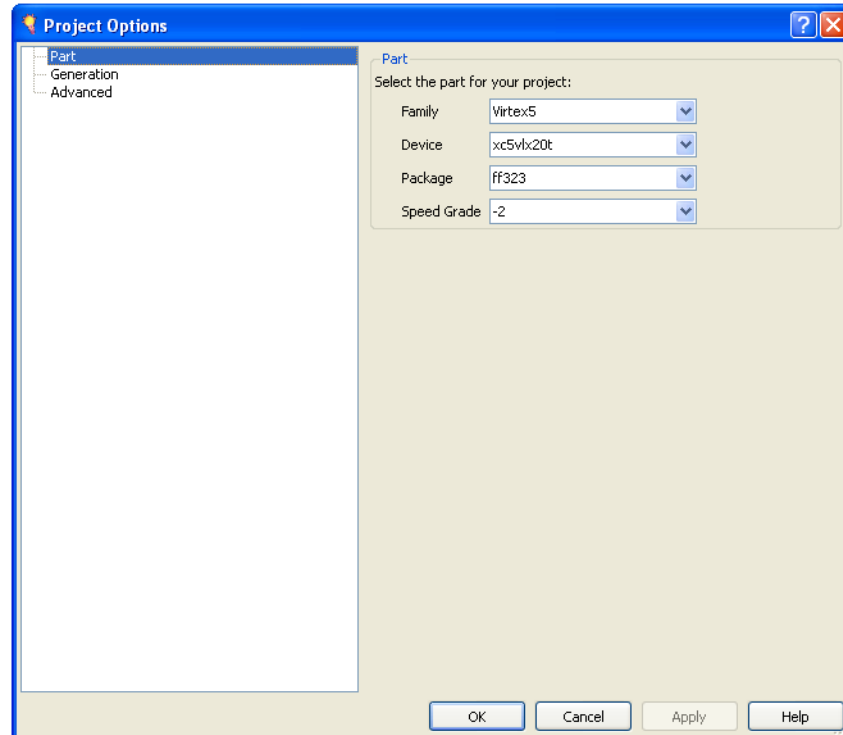 Project Options
Part
Generation
Advanced
Part
Select the part for your project:
Family Virtex5
Device xc5vlx20t
Package ff323
Speed Grade -2
OK Cancel Apply Help